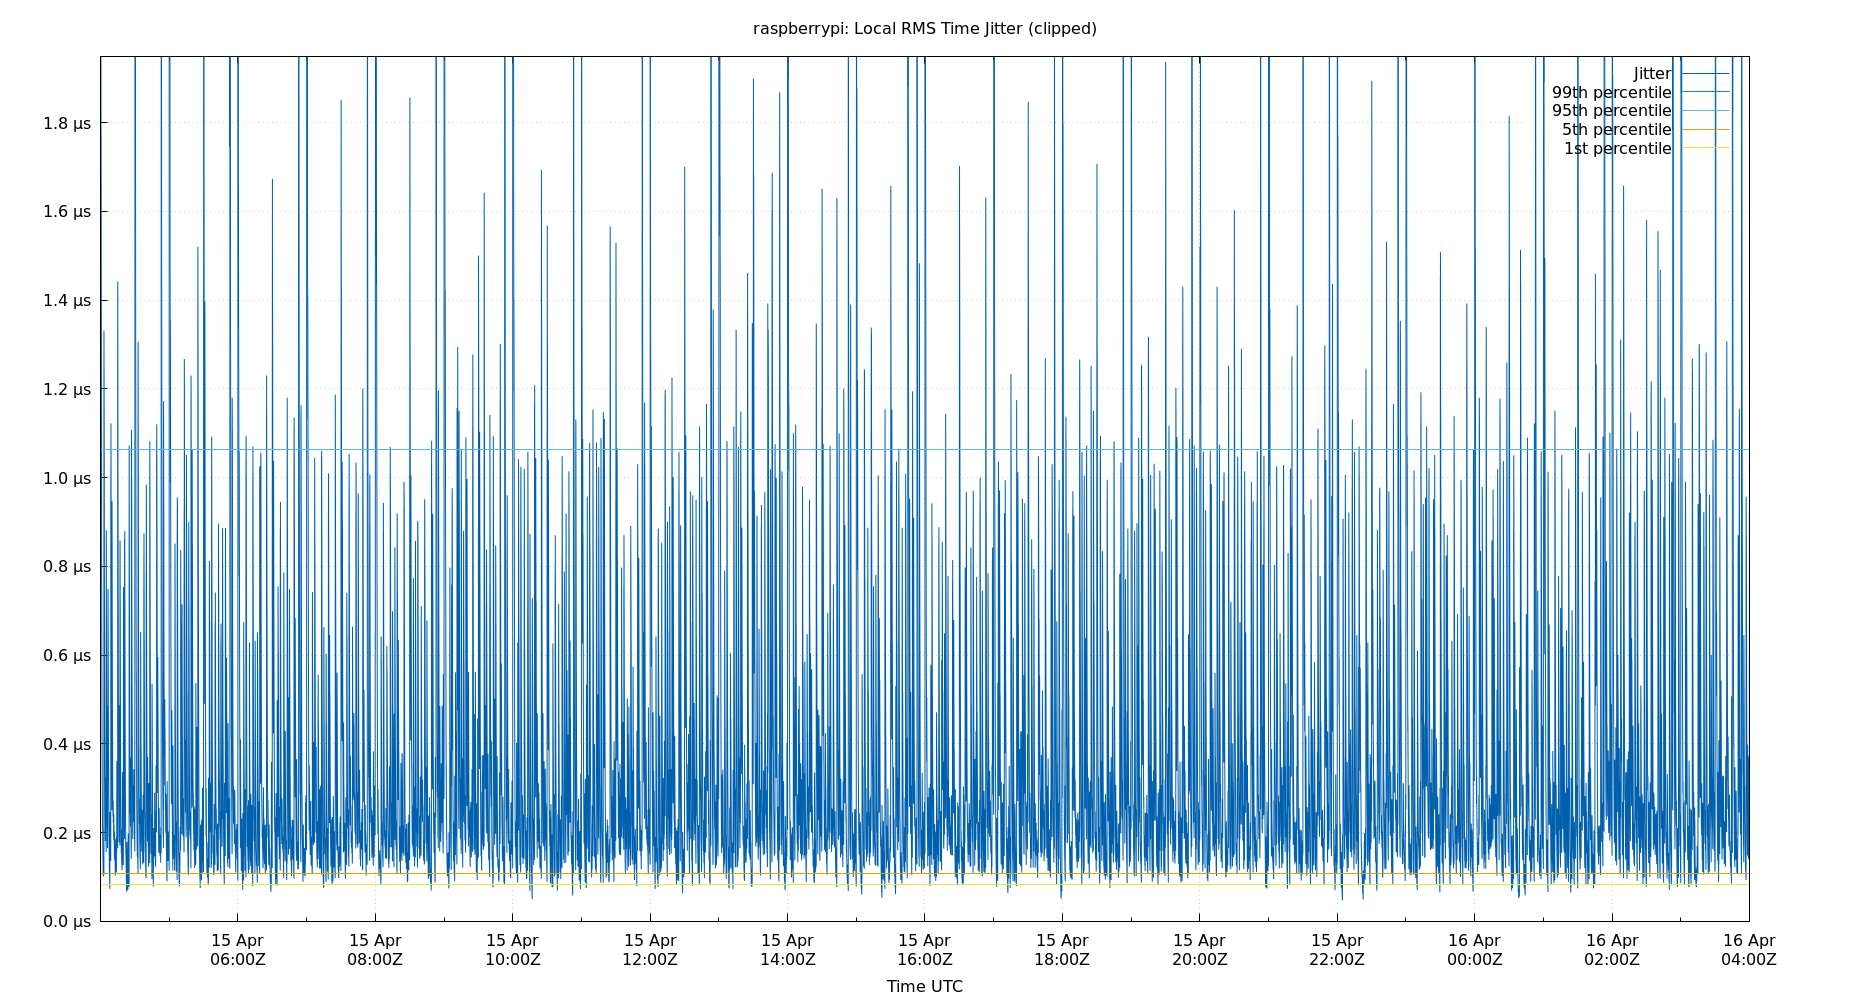 raspberrypi: Local RMS Time Jitter (clipped)
Jitter
99th percentile
95th percentile
5th percentile
1st percentile
1.8 μs
1.6 μs
1.4 μs
1.2 μs
1.0 μs
0.8 μs
0.6 μs
0.4 μs
0.2 μs
0.0 μs
15 Apr 15 Apr 15 Apr 15 Apr 15 Apr 15 Apr 15 Apr 15 Apr 15 Apr 16 Apr 16 Apr 16 Apr
06:00Z 08:00Z 10:00Z 12:00Z 14:00Z 16:00Z 18:00Z 20:00Z 22:00Z 00:00Z 02:00Z 04:00Z
Time UTC